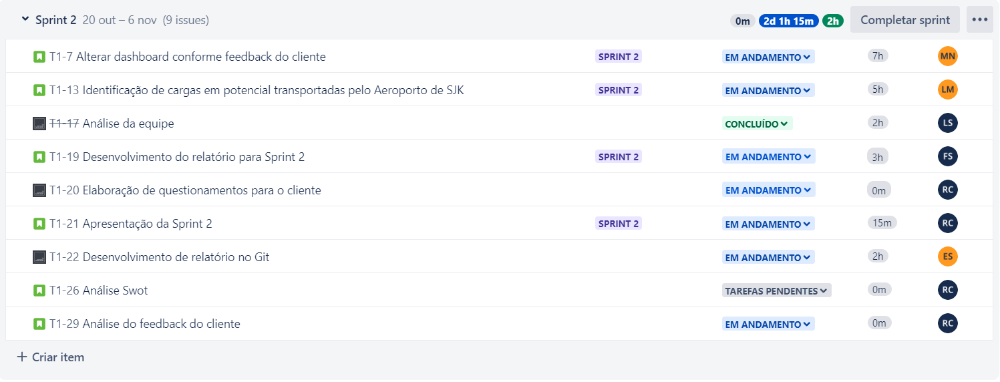 Sprint 2 20 out – 6 nov (9 issues) 0m 2d 1h 15m 2h Completar sprint
T1-7 Alterar dashboard conforme feedback do cliente SPRINT 2 EM ANDAMENTO 7h MN
T1-13 Identificação de cargas em potencial transportadas pelo Aeroporto de SJK SPRINT 2 EM ANDAMENTO 5h LM
T1-17 Análise da equipe CONCLUÍDO 2h LS
T1-19 Desenvolvimento do relatório para Sprint 2 SPRINT 2 EM ANDAMENTO 3h FS
T1-20 Elaboração de questionamentos para o cliente EM ANDAMENTO 0m RC
T1-21 Apresentação da Sprint 2 SPRINT 2 EM ANDAMENTO 15m RC
T1-22 Desenvolvimento de relatório no Git EM ANDAMENTO 2h ES
T1-26 Análise Swot TAREFAS PENDENTES 0m RC
T1-29 Análise do feedback do cliente EM ANDAMENTO 0m RC
+ Criar item